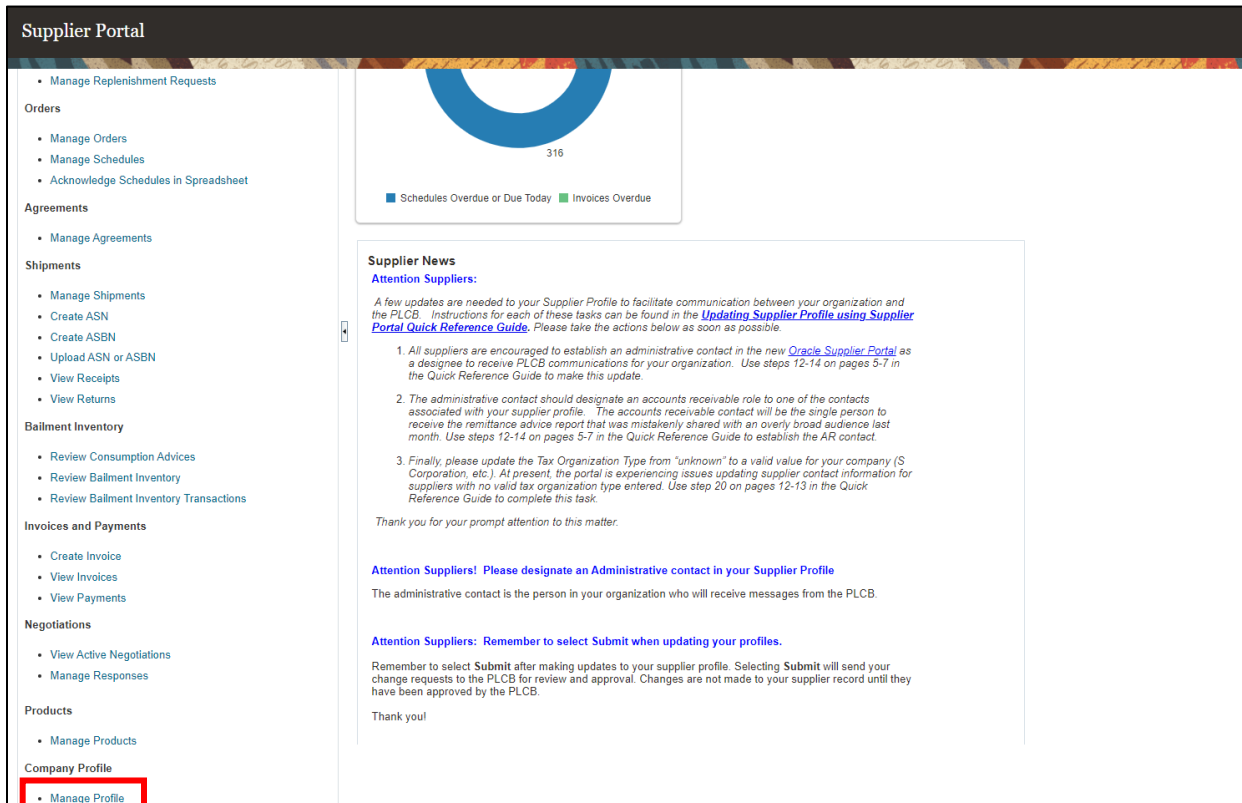 Supplier Portal
• Manage Replenishment Requests
Orders
• Manage Orders
• Manage Schedules
• Acknowledge Schedules in Spreadsheet
Agreements
• Manage Agreements
Shipments
• Manage Shipments
• Create ASN
• Create ASBN
• Upload ASN or ASBN
• View Receipts
• View Returns
Bailment Inventory
• Review Consumption Advices
• Review Bailment Inventory
• Review Bailment Inventory Transactions
Invoices and Payments
• Create Invoice
• View Invoices
• View Payments
Negotiations
• View Active Negotiations
• Manage Responses
Products
• Manage Products
Company Profile
• Manage Profile
316
Schedules Overdue or Due Today Invoices Overdue
Supplier News
Attention Suppliers:
A few updates are needed to your Supplier Profile to facilitate communication between your organization and
the PLCB. Instructions for each of these tasks can be found in the Updating Supplier Profile using Supplier
Portal Quick Reference Guide. Please take the actions below as soon as possible.
1. All suppliers are encouraged to establish an administrative contact in the new Oracle Supplier Portal as
a designee to receive PLCB communications for your organization. Use steps 12-14 on pages 5-7 in
the Quick Reference Guide to make this update.
2. The administrative contact should designate an accounts receivable role to one of the contacts
associated with your supplier profile. The accounts receivable contact will be the single person to
receive the remittance advice report that was mistakenly shared with an overly broad audience last
month. Use steps 12-14 on pages 5-7 in the Quick Reference Guide to establish the AR contact.
3. Finally, please update the Tax Organization Type from "unknown" to a valid value for your company (S
Corporation, etc.). At present, the portal is experiencing issues updating supplier contact information for
suppliers with no valid tax organization type entered. Use step 20 on pages 12-13 in the Quick
Reference Guide to complete this task.
Thank you for your prompt attention to this matter.
Attention Suppliers! Please designate an Administrative contact in your Supplier Profile
The administrative contact is the person in your organization who will receive messages from the PLCB.
Attention Suppliers: Remember to select Submit when updating your profiles.
Remember to select Submit after making updates to your supplier profile. Selecting Submit will send your
change requests to the PLCB for review and approval. Changes are not made to your supplier record until they
have been approved by the PLCB.
Thank you!